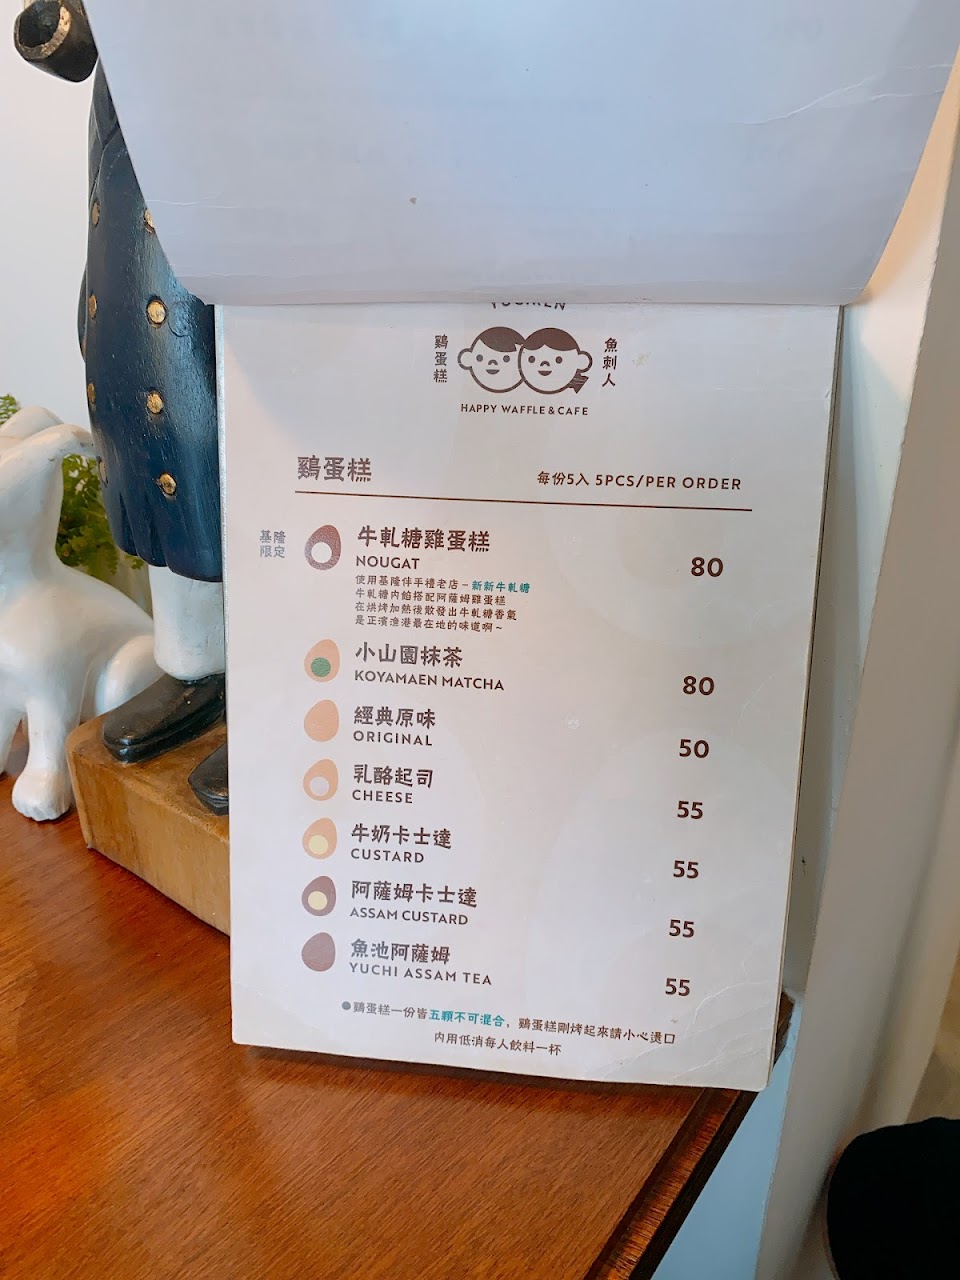 鷄蛋糕
魚刺人
HAPPY WAFFLE & CAFE
鷄蛋糕
每份5入 5PCS/PER ORDER
基隆
限定
牛軋糖雞蛋糕
NOUGAT
80
使用基隆伴手禮老店－新新牛軋糖
牛軋糖內餡搭配阿薩姆雞蛋糕
在烘烤加熱後散發出牛軋糖香氣
是正濱漁港最在地的味道啊～
小山園抹茶
KOYAMAEN MATCHA
80
經典原味
ORIGINAL
50
乳酪起司
CHEESE
55
牛奶卡士達
CUSTARD
55
阿薩姆卡士達
ASSAM CUSTARD
55
魚池阿薩姆
YUCHI ASSAM TEA
55
●鷄蛋糕一份皆五顆不可混合，鷄蛋糕剛烤起來請小心燙口
內用低消每人飲料一杯